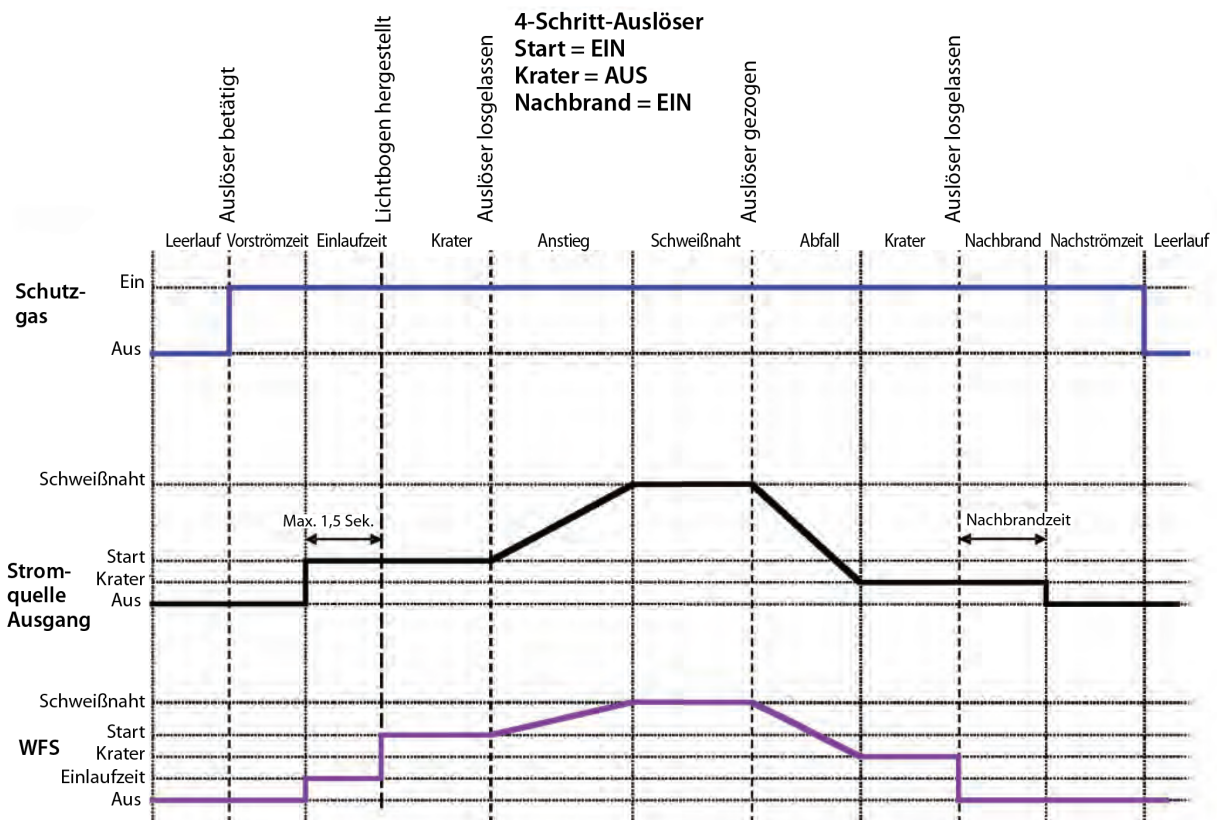 4-Schritt-Auslöser
Start = EIN
Krater = AUS
Nachbrand = EIN
Auslöser betätigt
Lichtbogen hergestellt
Auslöser losgelassen
Auslöser gezogen
Auslöser losgelassen
Leerlauf Vorströmzeit Einlaufzeit Krater Anstieg Schweißnaht Abfall Krater Nachbrand Nachströmzeit Leerlauf
Schutz-
gas
Ein
Aus
Strom-
quelle
Ausgang
Schweißnaht
Max. 1,5 Sek.
Nachbrandzeit
Start
Krater
Aus
WFS
Schweißnaht
Start
Krater
Einlaufzeit
Aus